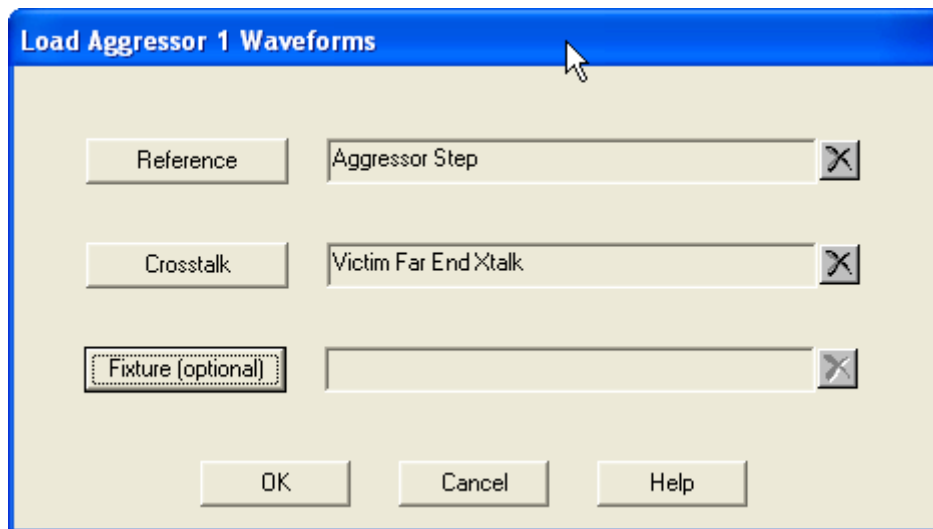 Load Aggressor 1 Waveforms
Reference Aggressor Step
Crosstalk Victim Far End Xtalk
Fixture (optional)
OK Cancel Help